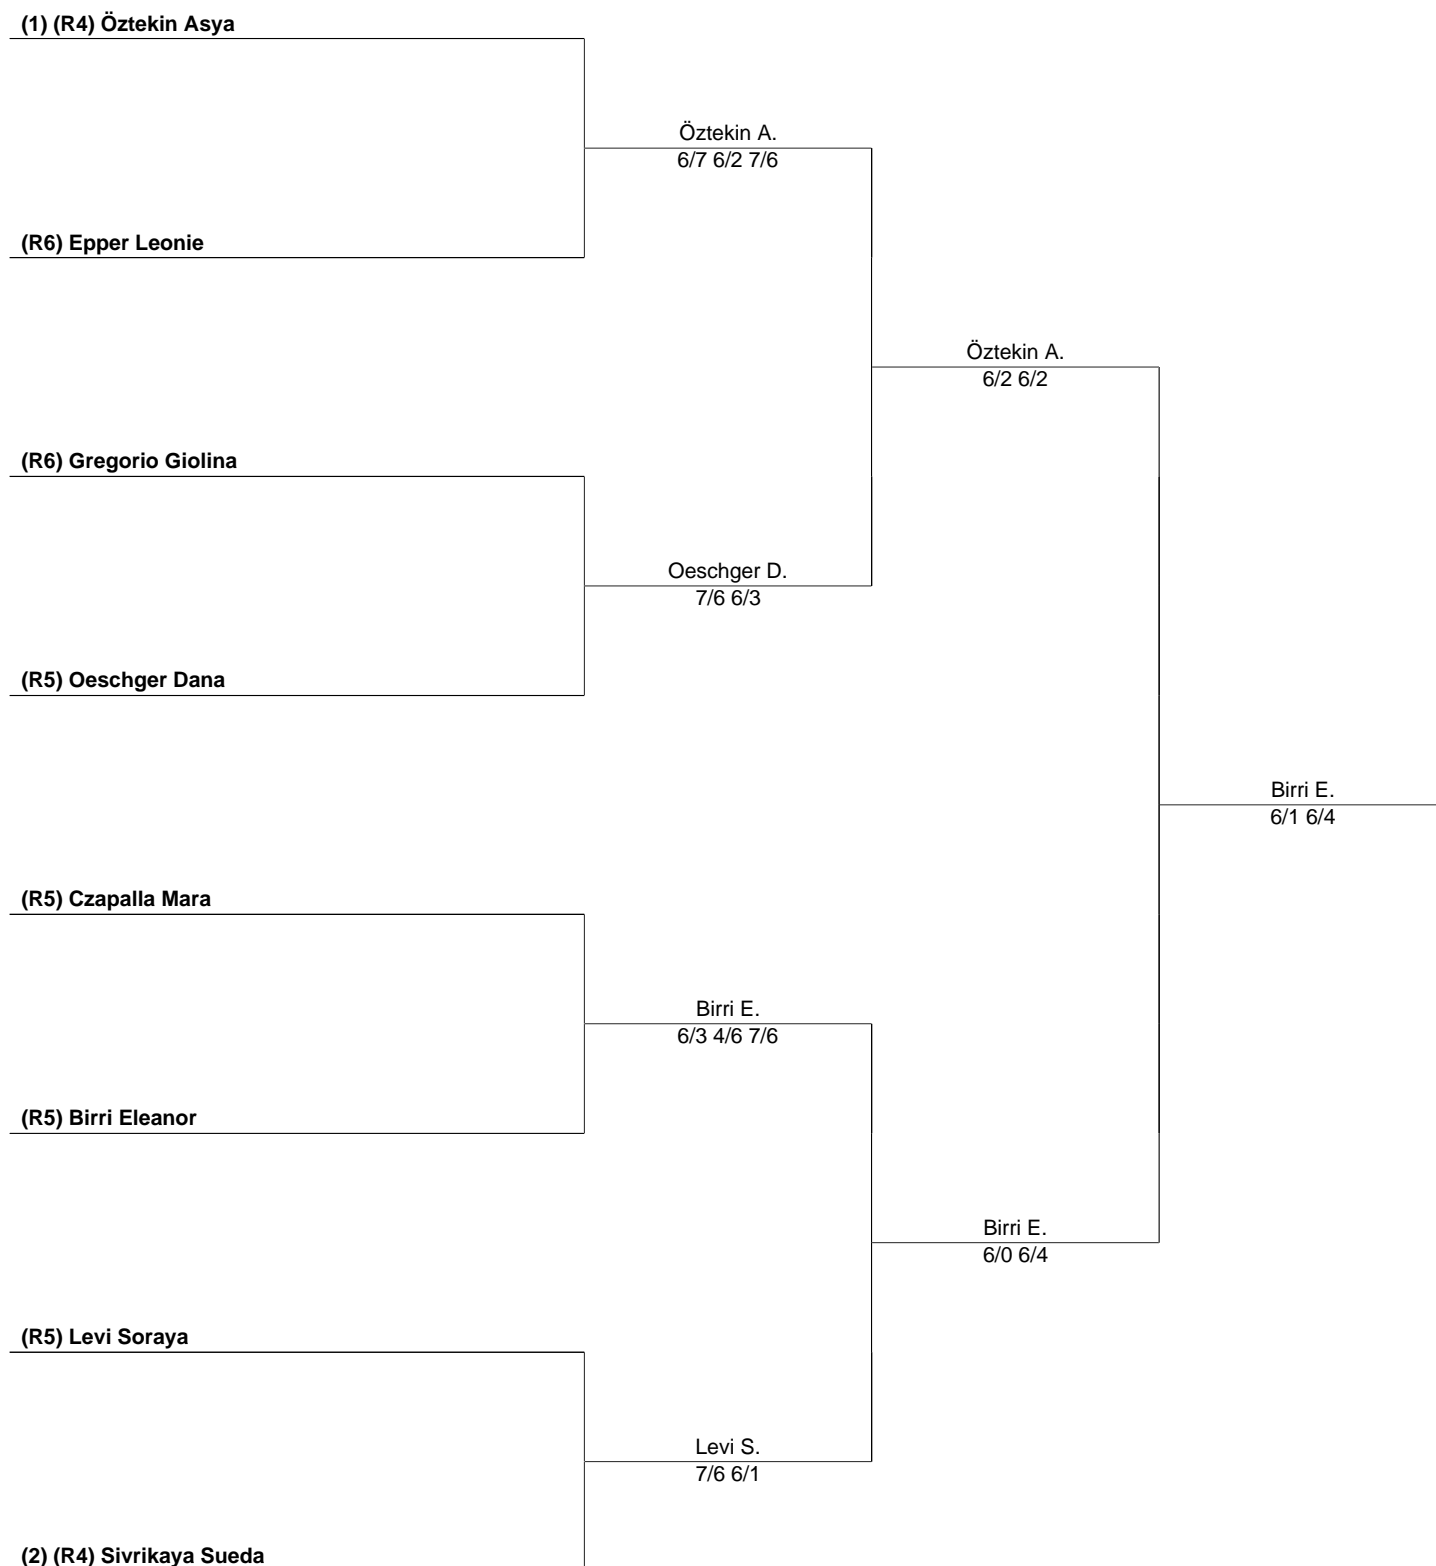 (1) (R4) Öztekin Asya
Öztekin A.
6/7 6/2 7/6
(R6) Epper Leonie
Öztekin A.
6/2 6/2
(R6) Gregorio Giolina
Oeschger D.
7/6 6/3
(R5) Oeschger Dana
Birri E.
6/1 6/4
(R5) Czapalla Mara
Birri E.
6/3 4/6 7/6
(R5) Birri Eleanor
Birri E.
6/0 6/4
(R5) Levi Soraya
Levi S.
7/6 6/1
(2) (R4) Sivrikaya Sueda